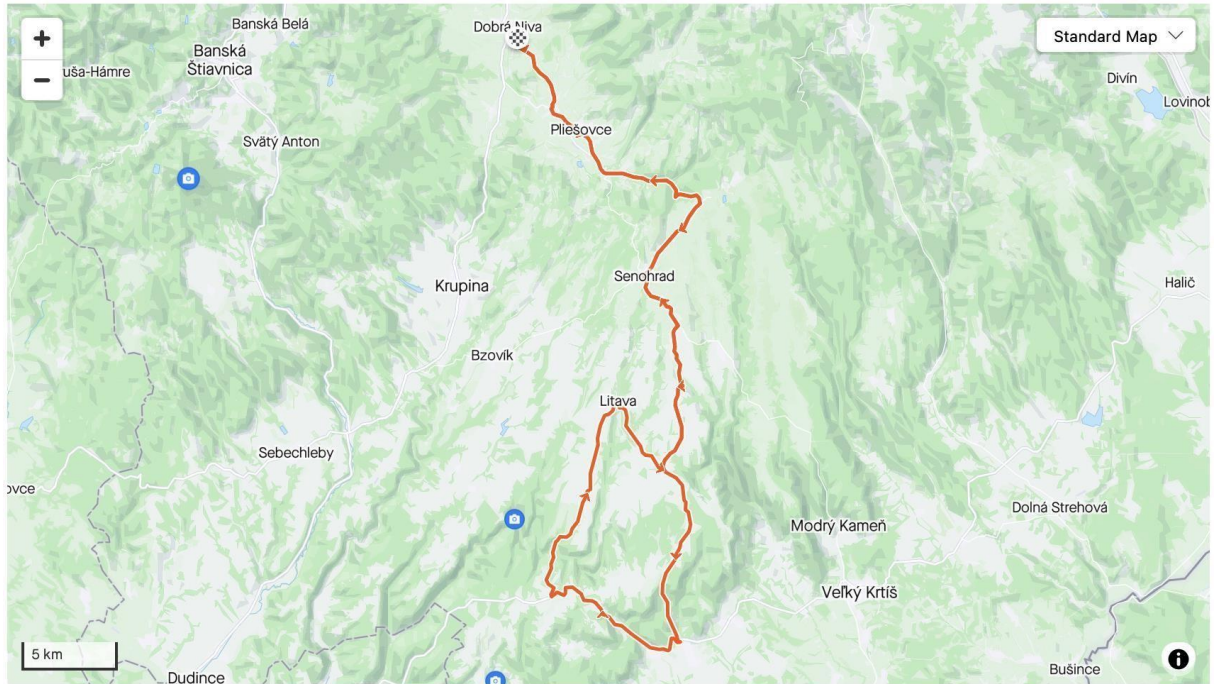 Banská Belá
Dobrá Niva
Standard Map
Banská
Štiavnica
uša-Hámre
Divín
Lovinob
Pliešovce
Svätý Anton
Senohrad
Krupina
Halič
Bzovík
Litava
Sebechleby
ovce
Dolná Strehová
Modrý Kameň
Veľký Krtíš
5 km
Dudince
Bušince